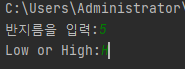 C:\Users\Administrator\
반지름을 입력:5
Low or High:H